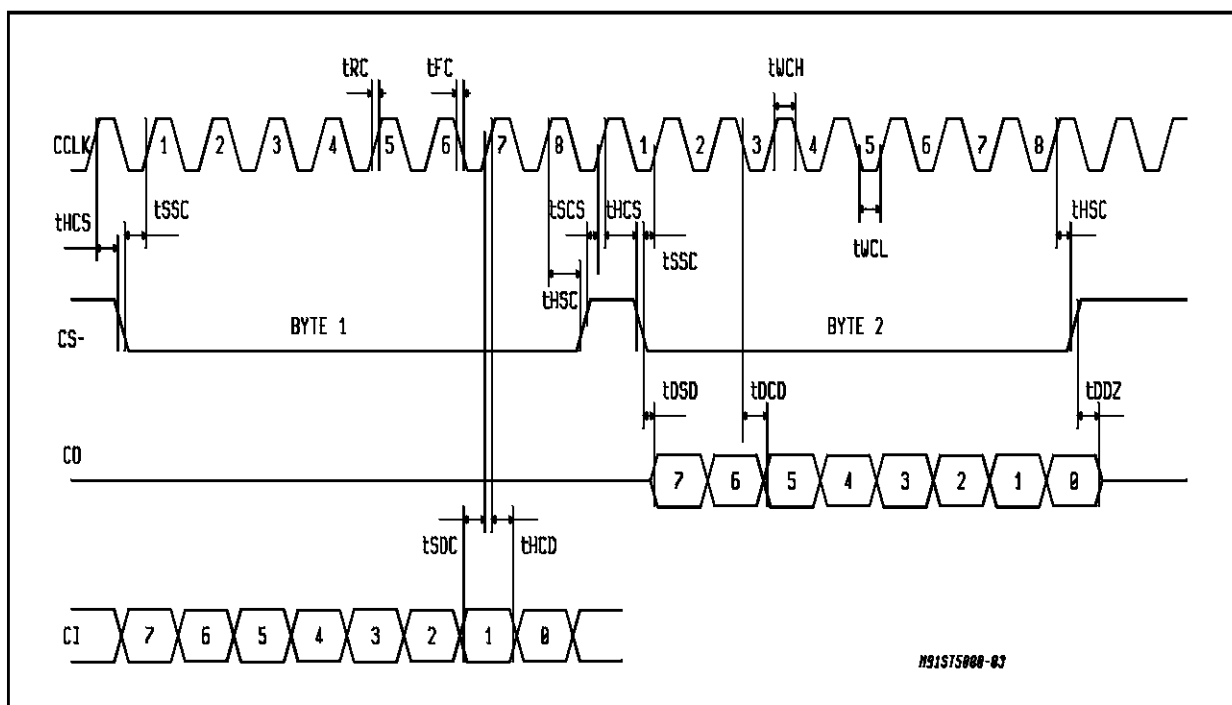 tRC tFC tWCH
CCLK 1 2 3 4 5 6 7 8 1 2 3 4 5 6 7 8
tHCS tSSC tSCS tHCS tSSC tWCL tHSC
tHSC
CS- BYTE 1 BYTE 2
tDSD tDCD tDDZ
CO 7 6 5 4 3 2 1 0
tSDC tHCD
CI 7 6 5 4 3 2 1 0
M91ST5080-03